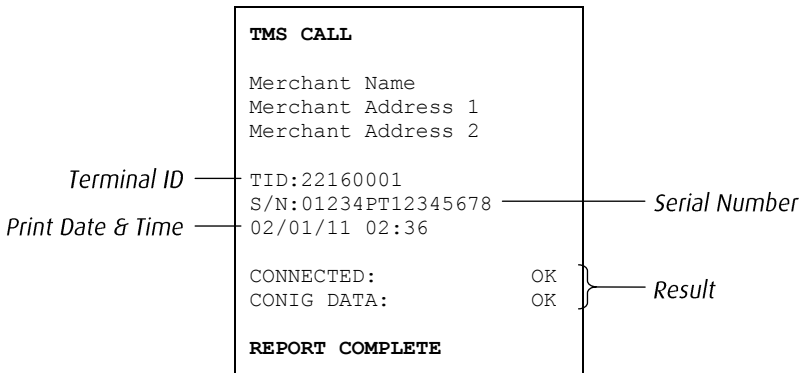 TMS CALL
Merchant Name
Merchant Address 1
Merchant Address 2
Terminal ID TID:22160001
S/N:01234PT12345678 Serial Number
Print Date & Time 02/01/11 02:36
CONNECTED: OK
CONIG DATA: OK
Result
REPORT COMPLETE